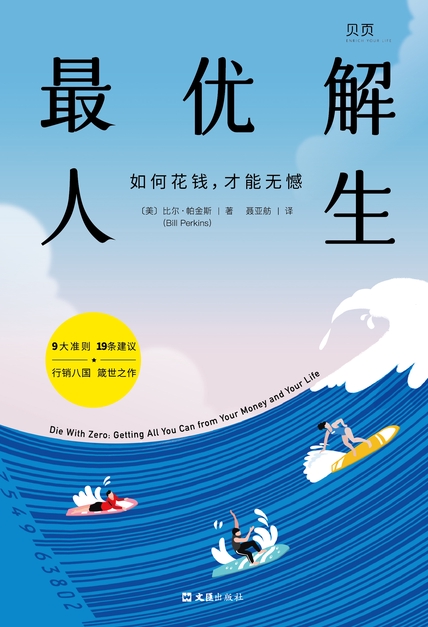 贝页
ENRICH YOUR LIFE
最优解
人生
如何花钱，才能无憾
〔美〕比尔·帕金斯 | 著 聂亚舫 | 译
(Bill Perkins)
9大准则 19条建议
行销八国 箴世之作
Die With Zero: Getting All You Can from Your Money and Your Life
2549163802
文汇出版社